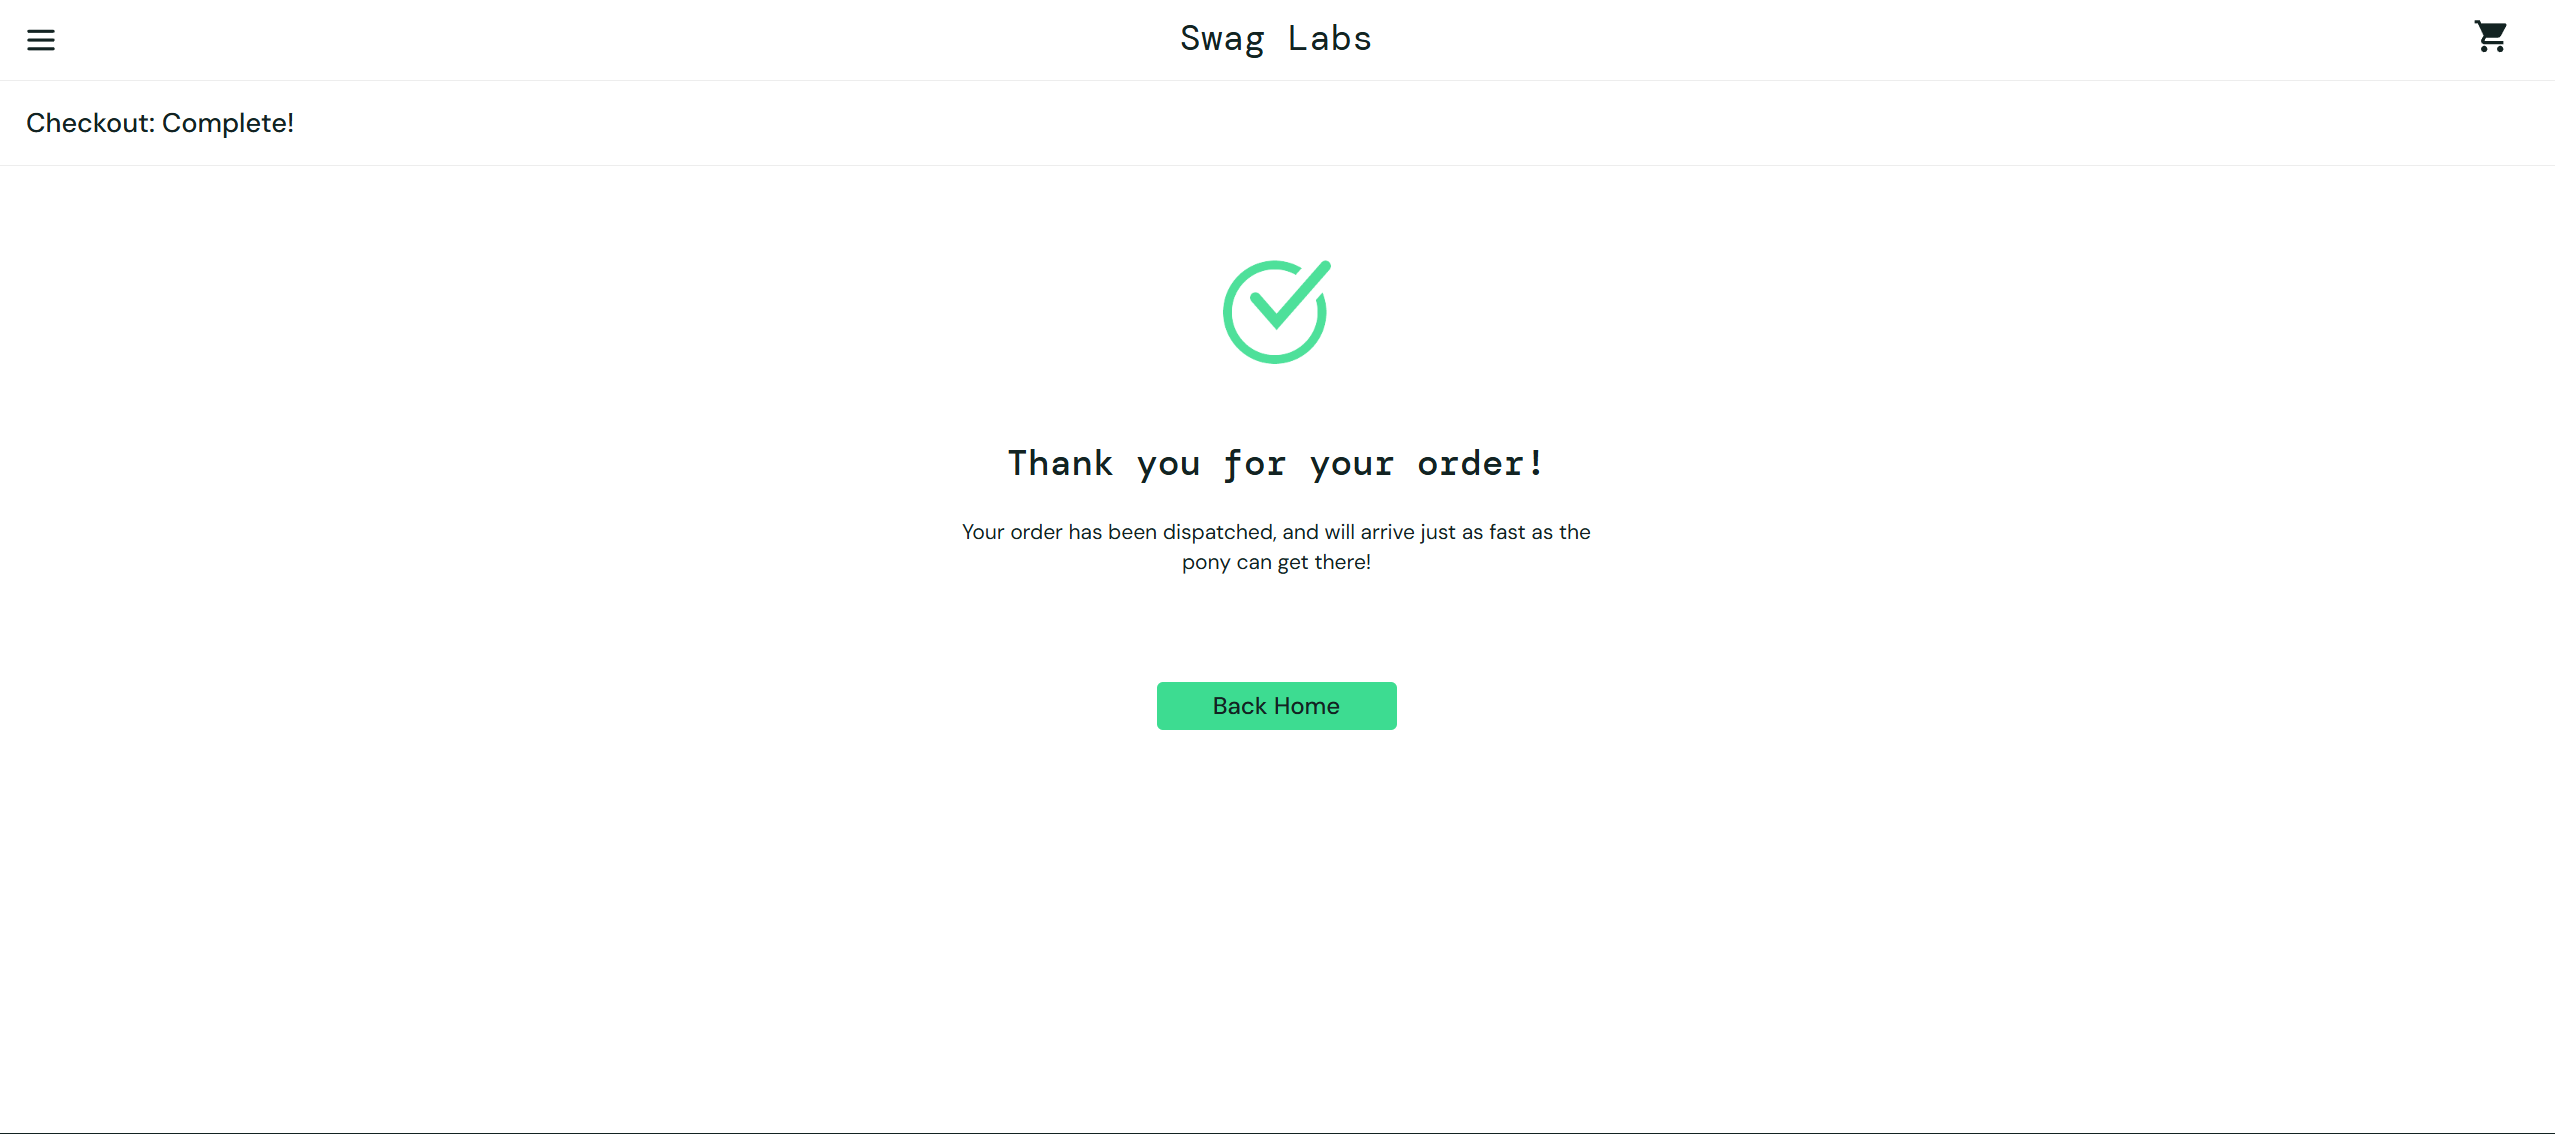 Swag Labs
Checkout: Complete!
Thank you for your order!
Your order has been dispatched, and will arrive just as fast as the
pony can get there!
Back Home